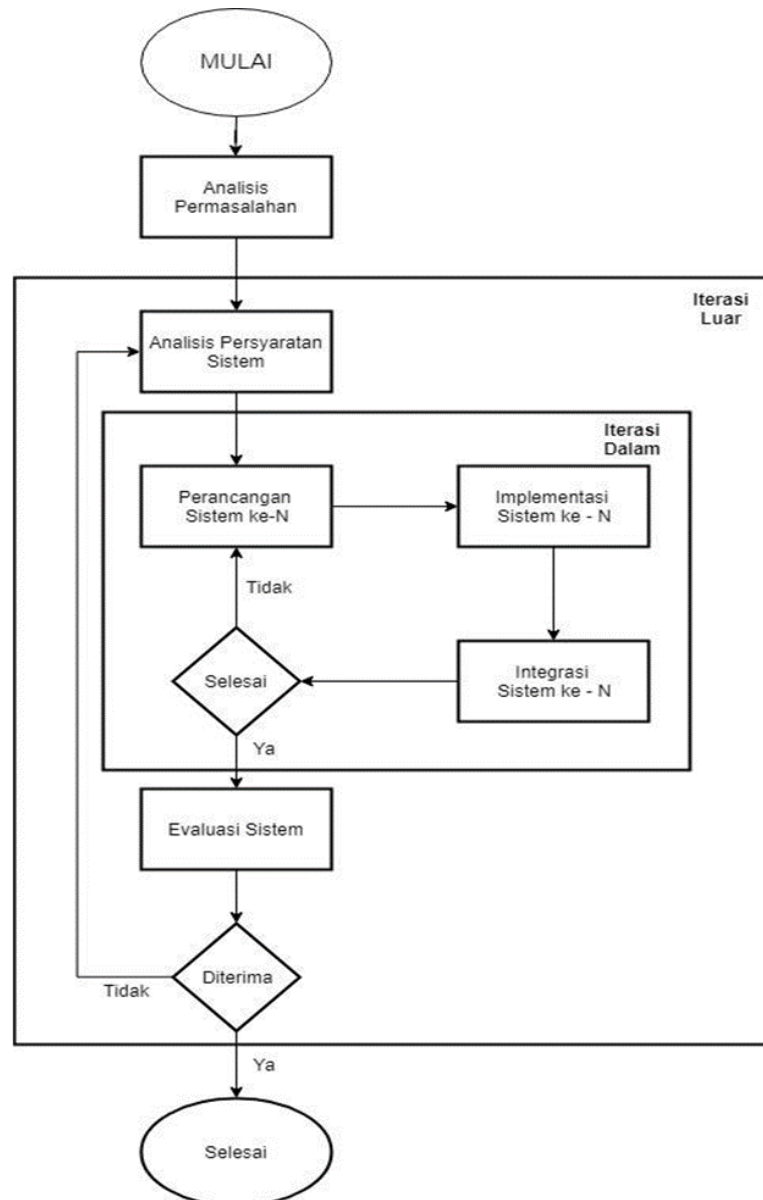 MULAI
Analisis
Permasalahan
Iterasi
Luar
Analisis Persyaratan
Sistem
Iterasi
Dalam
Perancangan
Sistem ke-N
Implementasi
Sistem ke - N
Tidak
Selesai
Integrasi
Sistem ke - N
Ya
Evaluasi Sistem
Diterima
Tidak
Ya
Selesai